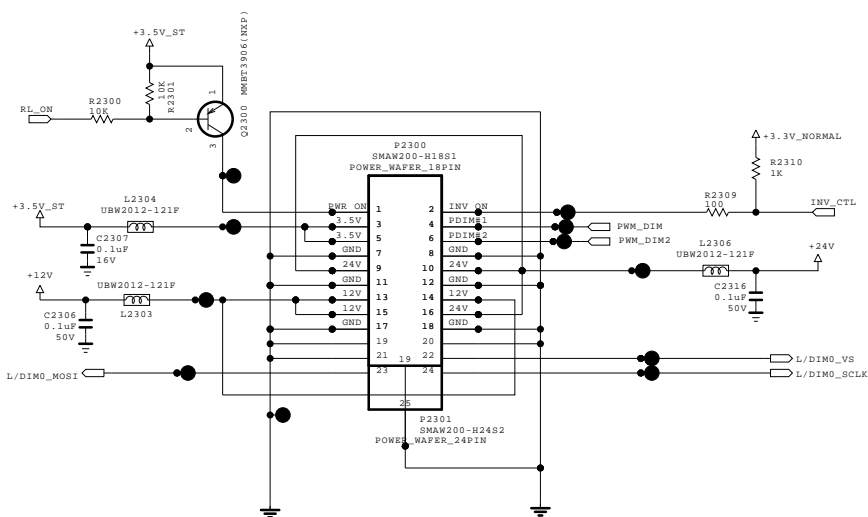 +3.5V_ST
RL_ON
R2300
10K
10K
R2301
1
2
3
Q2300 MMBT3906(NXP)
P2300
SMAW200-H18S1
POWER_WAFER_18PIN
+3.3V_NORMAL
R2310
1K
R2309
100
INV_CTL
L2304
UBW2012-121F
+3.5V_ST
C2307
0.1uF
16V
PWR ON 1 2 INV_ON
3.5V 3 4 PDIM#1
PWM_DIM
3.5V 5 6 PDIM#2
PWM_DIM2
GND 7 8 GND
24V 9 10 24V
GND 11 12 GND
12V 13 14 12V
12V 15 16 24V
GND 17 18 GND
19 20
21 19 22
23 24
25
L2306
UBW2012-121F
+24V
C2316
0.1uF
50V
+12V
UBW2012-121F
L2303
C2306
0.1uF
50V
L/DIM0_MOSI
L/DIM0_VS
L/DIM0_SCLK
P2301
SMAW200-H24S2
POWER_WAFER_24PIN